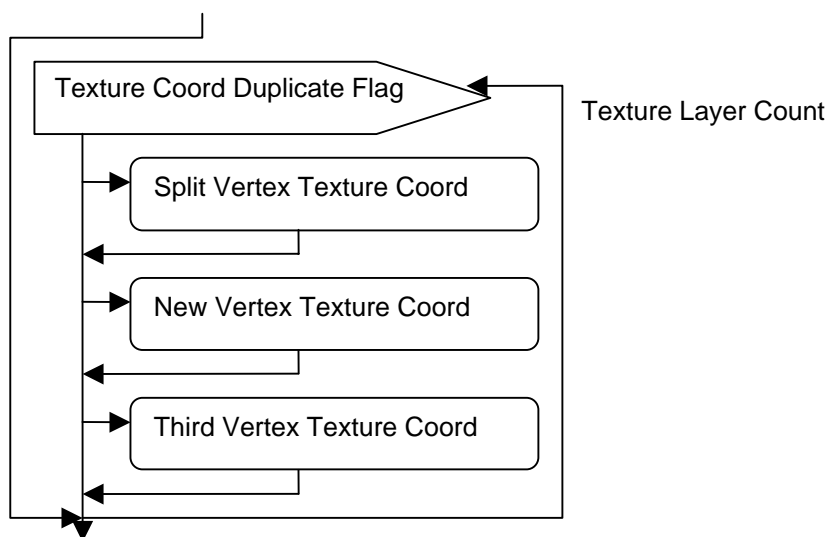 Texture Coord Duplicate Flag
Texture Layer Count
Split Vertex Texture Coord
New Vertex Texture Coord
Third Vertex Texture Coord